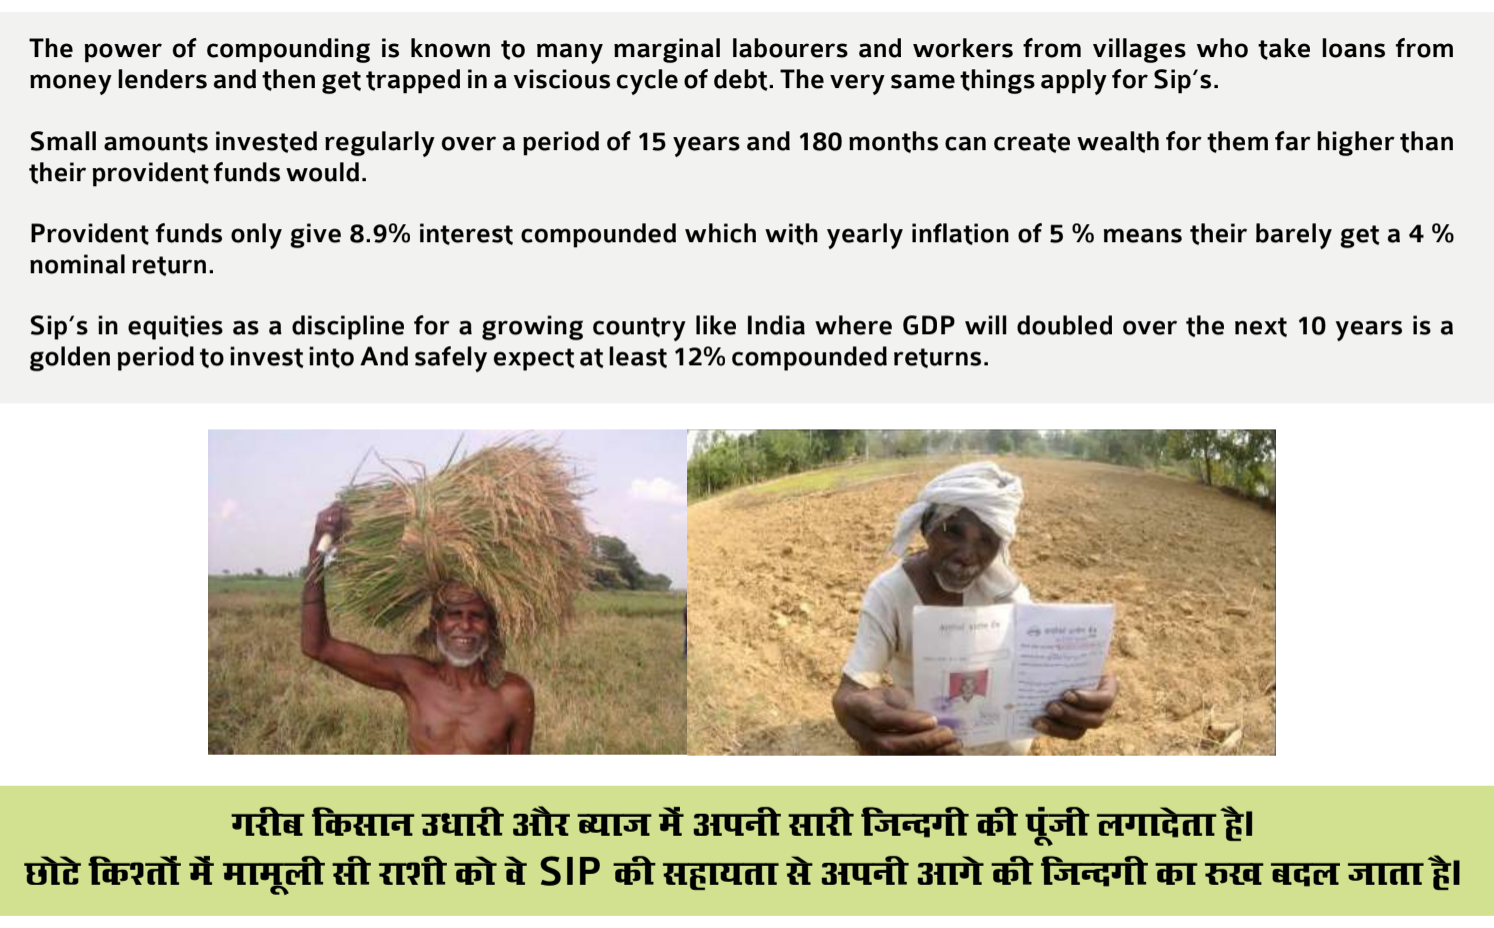 The power of compounding is known to many marginal labourers and workers from villages who take loans from
money lenders and then get trapped in a viscious cycle of debt. The very same things apply for Sip's.
Small amounts invested regularly over a period of 15 years and 180 months can create wealth for them far higher than
their provident funds would.
Provident funds only give 8.9% interest compounded which with yearly inflation of 5 % means their barely get a 4 %
nominal return.
Sip's in equities as a discipline for a growing country like India where GDP will doubled over the next 10 years is a
golden period to invest into And safely expect at least 12% compounded returns.
गरीब किसान उधारी और ब्याज में अपनी सारी जिन्दगी की पूंजी लगादेता है।
छोटे किश्तों में मामूली सी राशी को वे SIP की सहायता से अपनी आगे की जिन्दगी का रुख बदल जाता है।